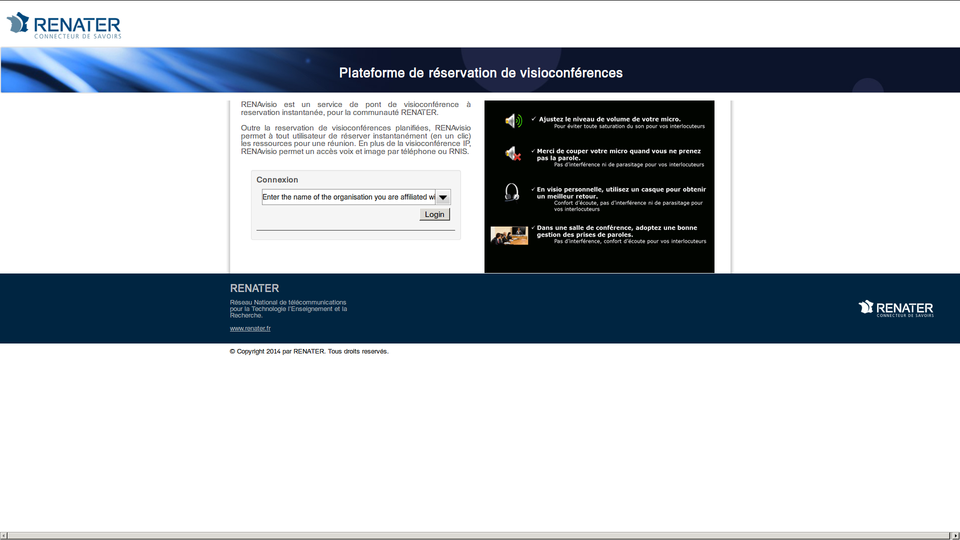 RENATER
CONNECTEUR DE SAVOIRS
Plateforme de réservation de visioconférences
RENAvisio est un service de pont de visioconférence à
reservation instantanée, pour la communauté RENATER.
Outre la reservation de visioconférences planifiées, RENAvisio
permet à tout utilisateur de réserver instantanément (en un clic)
les ressources pour une réunion. En plus de la visioconférence IP,
RENAvisio permet un accès voix et image par téléphone ou RNIS.
Connexion
Enter the name of the organisation you are affiliated wi
Login
✓ Ajustez le niveau de volume de votre micro.
Pour éviter toute saturation du son pour vos interlocuteurs
✓ Merci de couper votre micro quand vous ne prenez
pas la parole.
Pas d'interférence ni de parasitage pour vos interlocuteurs
✓ En visio personnelle, utilisez un casque pour obtenir
un meilleur retour.
Confort d'écoute, pas d'interférence ni de parasitage pour
vos interlocuteurs
✓ Dans une salle de conférence, adoptez une bonne
gestion des prises de paroles.
Pas d'interférence, confort d'écoute pour vos interlocuteurs
RENATER
Réseau National de télécommunications
pour la Technologie l'Enseignement et la
Recherche.
www.renater.fr
RENATER
CONNECTEUR DE SAVOIRS
© Copyright 2014 par RENATER. Tous droits reservés.